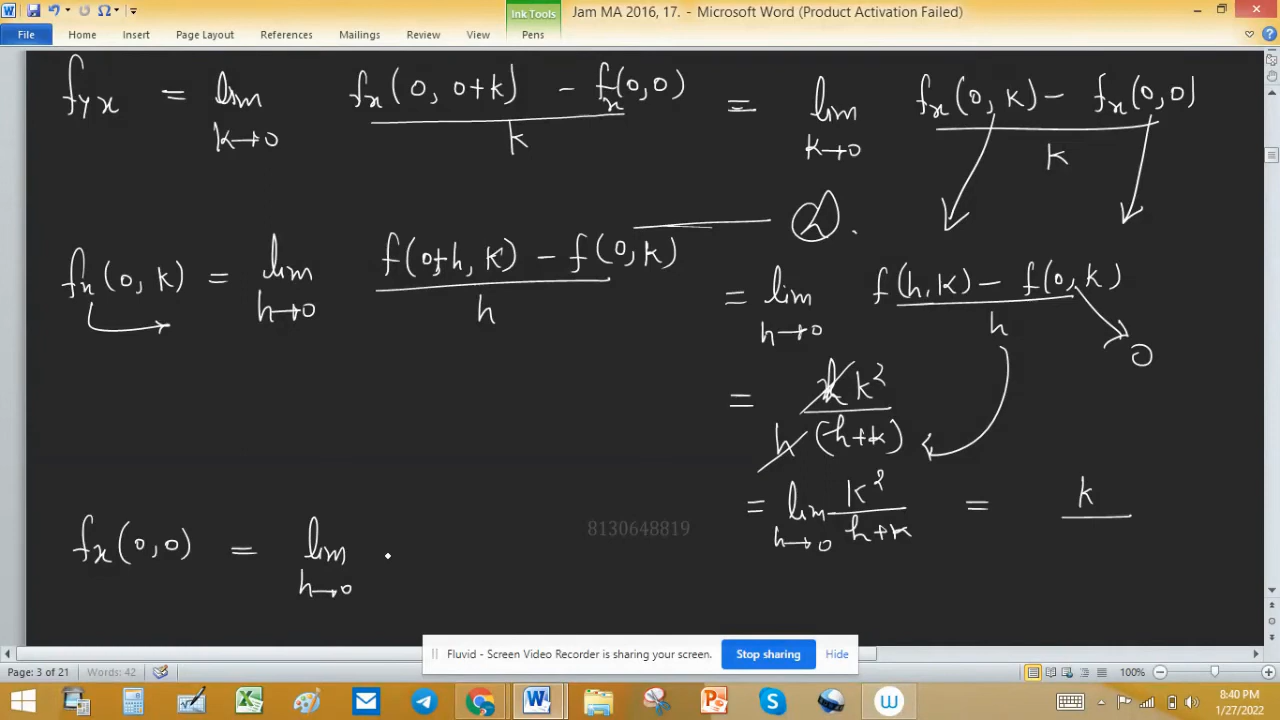 Ink Tools
Jam MA 2016, 17. - Microsoft Word (Product Activation Failed)
File Home Insert Page Layout References Mailings Review View Pens
fyx = lim k→0 fx(0, 0+k) - fx(0,0) / k = lim k→0 fx(0, k) - fx(0,0) / k
2.
fx(0, k) = lim h→0 f(0+h, k) - f(0, k) / h = lim h→0 f(h, k) - f(0, k) / h
0
= h k² / h (h+k)
= lim h→0 k² / h+k = k
8130648819
fx(0,0) = lim h→0
Fluvid - Screen Video Recorder is sharing your screen. Stop sharing Hide
Page: 3 of 21 Words: 42 100%
8:40 PM
1/27/2022